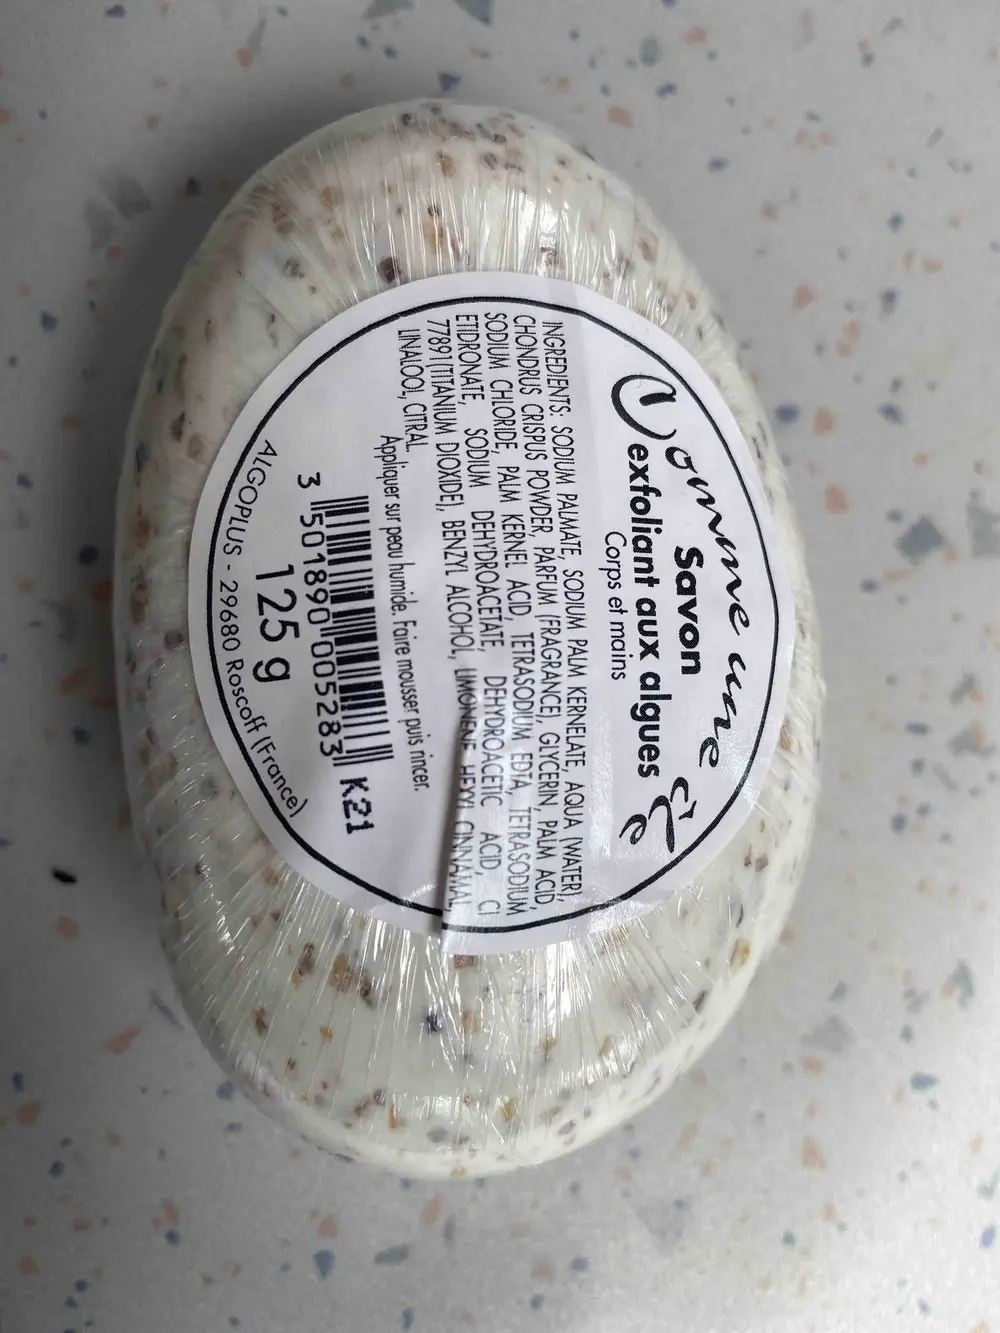 Comme une
Savon
exfoliant aux algues
Corps et mains
INGREDIENTS: SODIUM PALMATE, SODIUM PALM KERNELATE, AQUA (WATER),
CHONDRUS CRISPUS POWDER, PARFUM (FRAGRANCE), GLYCERIN, PALM ACID,
SODIUM CHLORIDE, PALM KERNEL ACID, TETRASODIUM EDTA, TETRASODIUM
ETIDRONATE, SODIUM DEHYDROACETATE, DEHYDROACETIC ACID, CI
77891(TITANIUM DIOXIDE), BENZYL ALCOHOL, LIMONENE, HEXYL CINNAMAL,
LINALOOL, CITRAL.
Appliquer sur peau humide. Faire mousser puis rincer.
K21
3 501890 005283
125 g
ALGOPLUS - 29680 Roscoff (France)